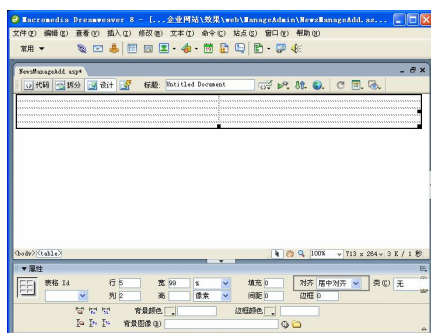 Macromedia Dreamweaver 8 - [...企业网站\效果\web\ManageAdmin\NewsManageAdd.as...
文件(F) 编辑(E) 查看(V) 插入(I) 修改(M) 文本(T) 命令(C) 站点(S) 窗口(W) 帮助(H)
常用
NewsManageAdd.asp*
代码 拆分 设计 标题: Untitled Document
<body><table> 100% 713 x 264 3 K / 1 秒
属性
表格 Id 行 5 宽 99 % 填充 0 对齐 居中对齐 类(C) 无
列 2 高 像素 间距 0 边框 0
背景颜色 边框颜色
背景图像(B)